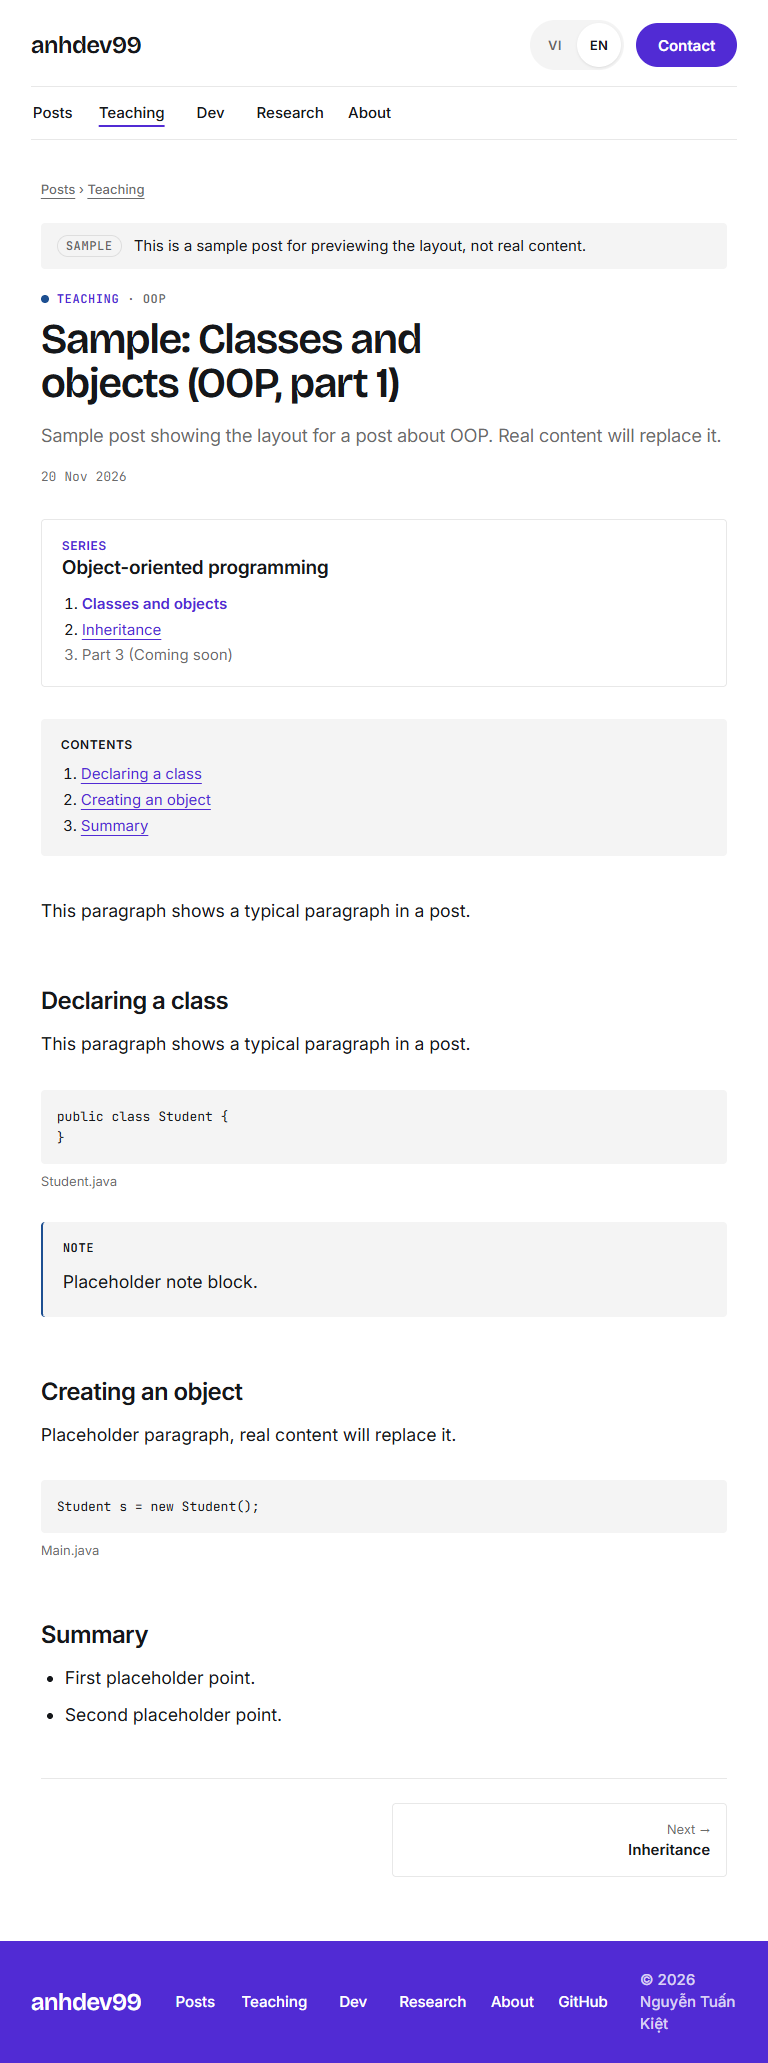 anhdev99
VI EN Contact
Posts Teaching Dev Research About
Posts › Teaching
SAMPLE This is a sample post for previewing the layout, not real content.
TEACHING · OOP
Sample: Classes and
objects (OOP, part 1)
Sample post showing the layout for a post about OOP. Real content will replace it.
20 Nov 2026
SERIES
Object-oriented programming
1. Classes and objects
2. Inheritance
3. Part 3 (Coming soon)
CONTENTS
1. Declaring a class
2. Creating an object
3. Summary
This paragraph shows a typical paragraph in a post.
Declaring a class
This paragraph shows a typical paragraph in a post.
public class Student {
}
Student.java
NOTE
Placeholder note block.
Creating an object
Placeholder paragraph, real content will replace it.
Student s = new Student();
Main.java
Summary
• First placeholder point.
• Second placeholder point.
Next →
Inheritance
anhdev99 Posts Teaching Dev Research About GitHub
© 2026
Nguyễn Tuấn
Kiệt